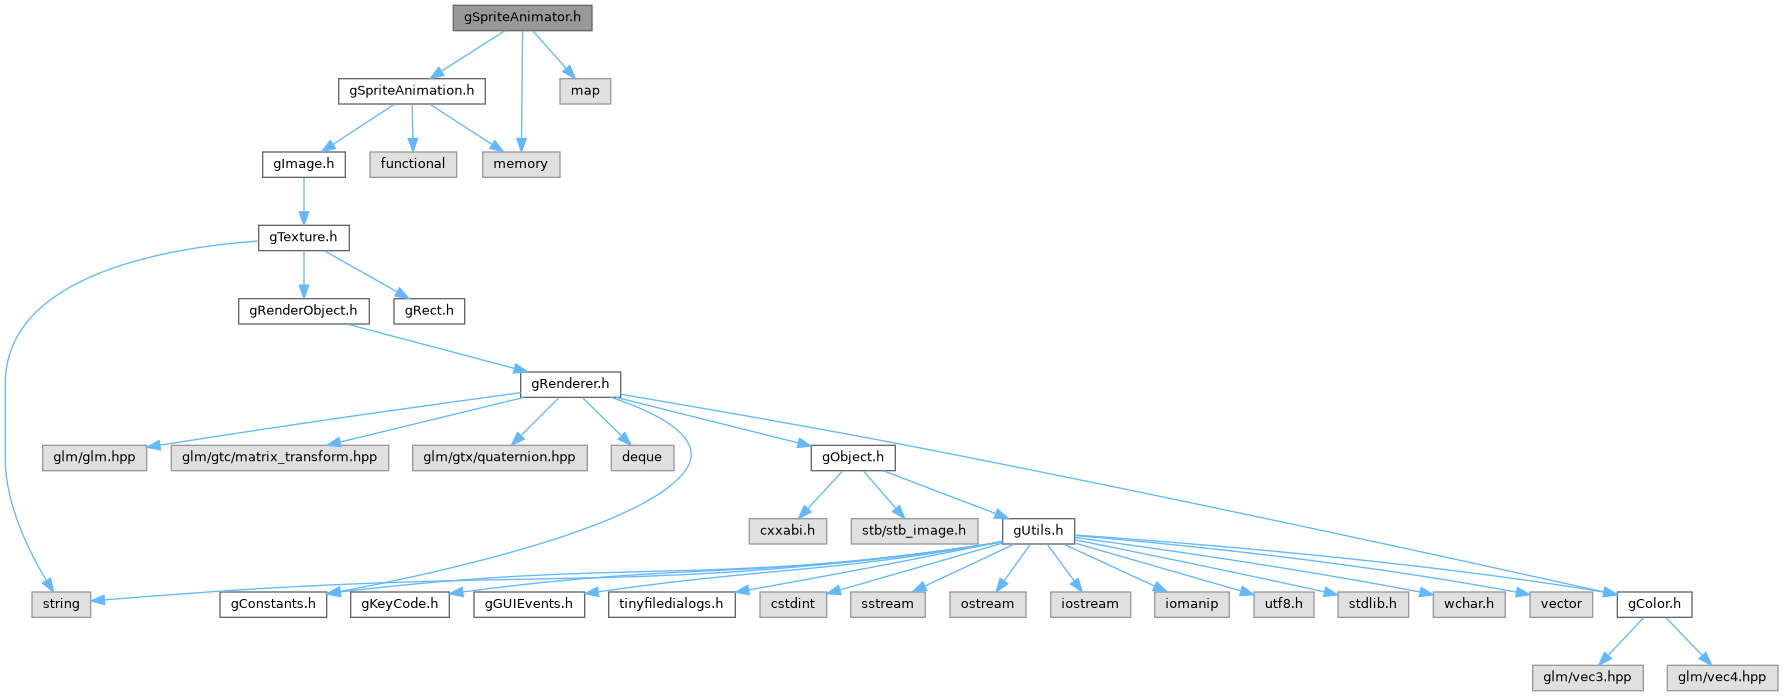 gSpriteAnimator.h
gSpriteAnimation.h
map
gImage.h
functional
memory
gTexture.h
gRenderObject.h
gRect.h
gRenderer.h
glm/glm.hpp
glm/gtc/matrix_transform.hpp
glm/gtx/quaternion.hpp
deque
gObject.h
cxxabi.h
stb/stb_image.h
gUtils.h
string
gConstants.h
gKeyCode.h
gGUIEvents.h
tinyfiledialogs.h
cstdint
sstream
ostream
iostream
iomanip
utf8.h
stdlib.h
wchar.h
vector
gColor.h
glm/vec3.hpp
glm/vec4.hpp